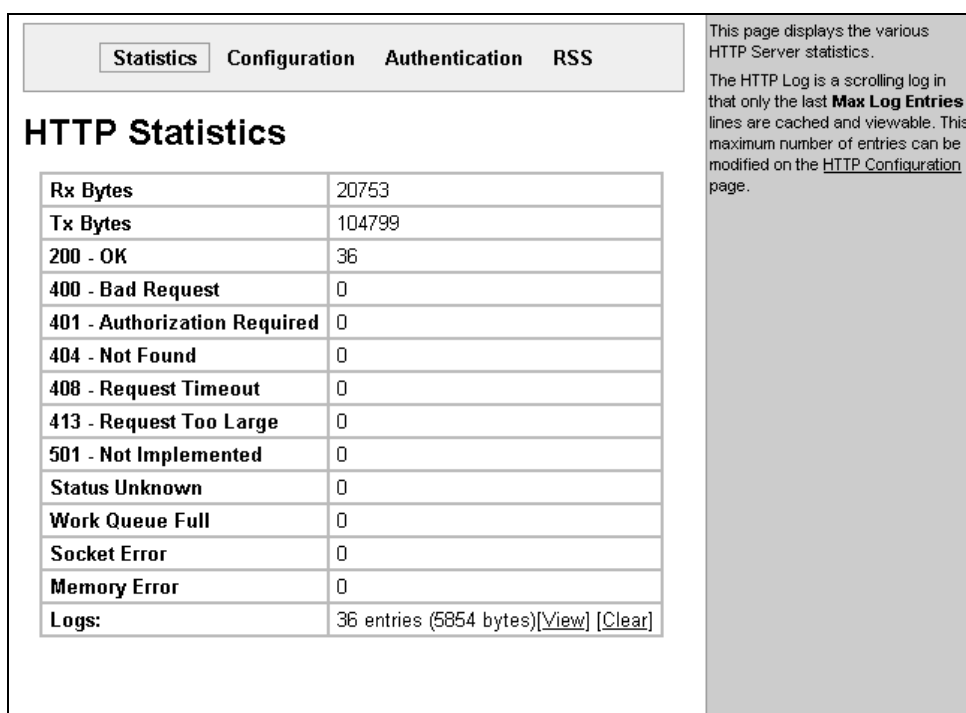 Statistics Configuration Authentication RSS
HTTP Statistics
Rx Bytes 20753
Tx Bytes 104799
200 - OK 36
400 - Bad Request 0
401 - Authorization Required 0
404 - Not Found 0
408 - Request Timeout 0
413 - Request Too Large 0
501 - Not Implemented 0
Status Unknown 0
Work Queue Full 0
Socket Error 0
Memory Error 0
Logs: 36 entries (5854 bytes)[View] [Clear]
This page displays the various
HTTP Server statistics.
The HTTP Log is a scrolling log in
that only the last Max Log Entries
lines are cached and viewable. This
maximum number of entries can be
modified on the HTTP Configuration
page.